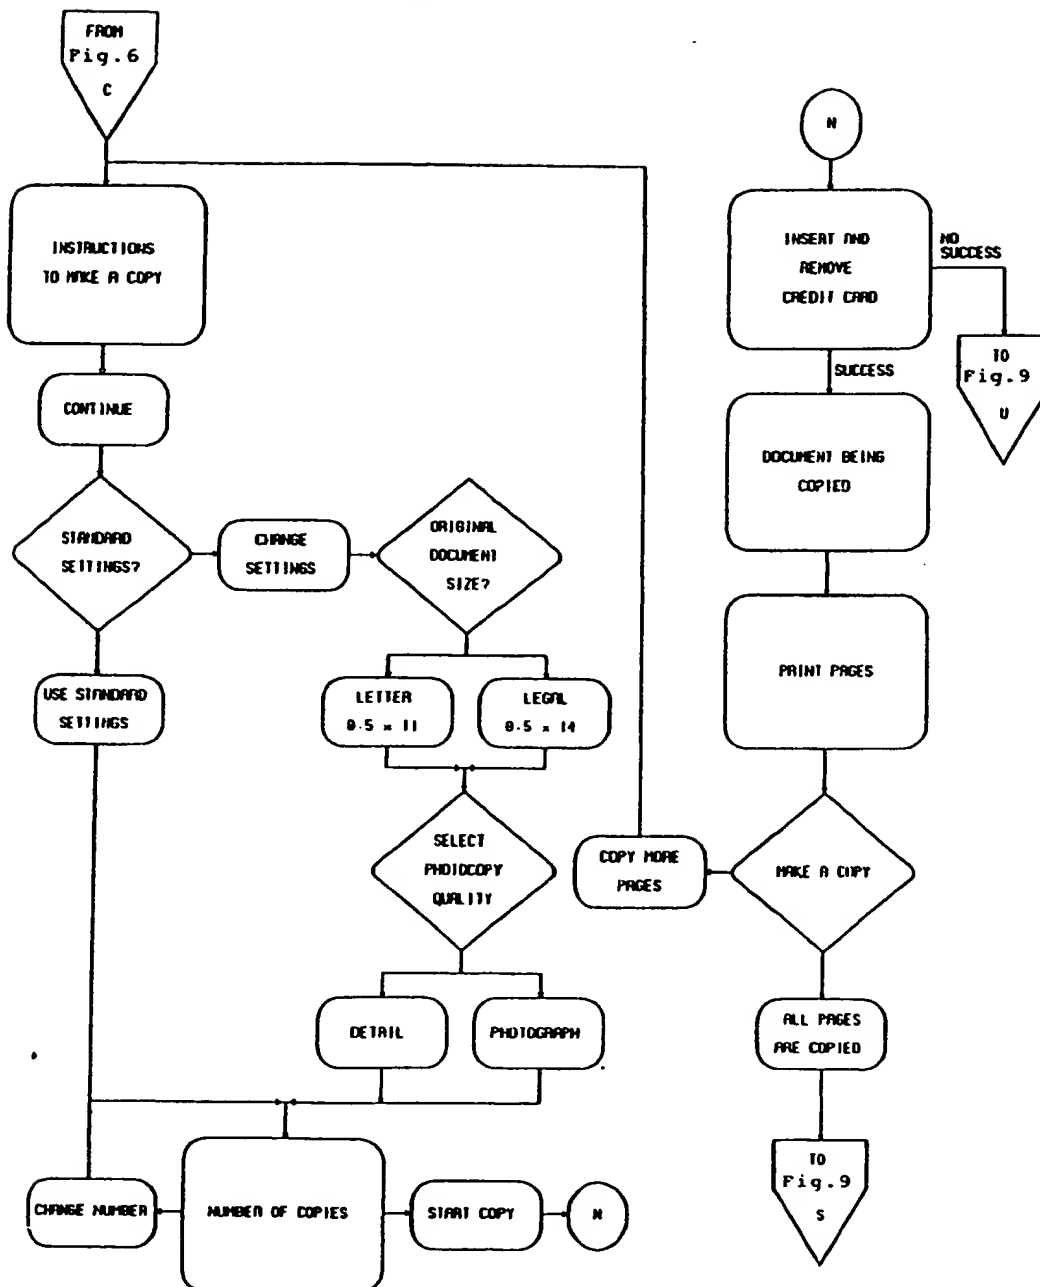 FROM
Fig.6
C
INSTRUCTIONS
TO MAKE A COPY
CONTINUE
STANDARD
SETTINGS?
CHANGE
SETTINGS
ORIGINAL
DOCUMENT
SIZE?
USE STANDARD
SETTINGS
LETTER
8.5 x 11
LEGAL
8.5 x 14
SELECT
PHOTOCOPY
QUALITY
DETAIL
PHOTOGRAPH
CHANGE NUMBER
NUMBER OF COPIES
START COPY
N
N
INSERT AND
REMOVE
CREDIT CARD
NO
SUCCESS
TO
Fig.9
U
SUCCESS
DOCUMENT BEING
COPIED
PRINT PAGES
MAKE A COPY
COPY MORE
PAGES
ALL PAGES
ARE COPIED
TO
Fig.9
S